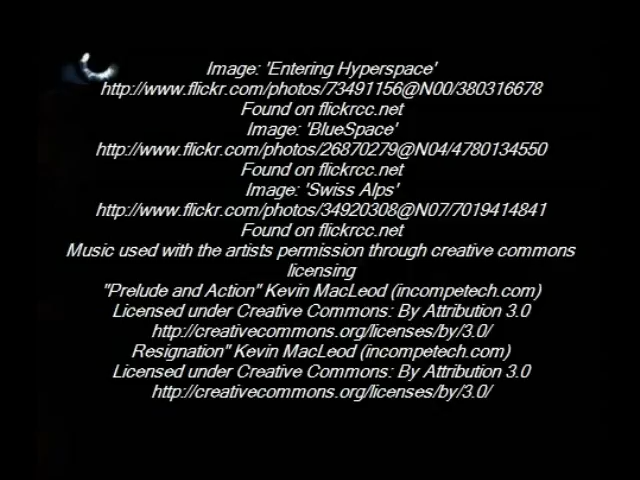 Image: 'Entering Hyperspace'
http://www.flickr.com/photos/73491156@N00/380316678
Found on flickrcc.net
Image: 'BlueSpace'
http://www.flickr.com/photos/26870279@N04/4780134550
Found on flickrcc.net
Image: 'Swiss Alps'
http://www.flickr.com/photos/34920308@N07/7019414841
Found on flickrcc.net
Music used with the artists permission through creative commons
licensing
"Prelude and Action" Kevin MacLeod (incompetech.com)
Licensed under Creative Commons: By Attribution 3.0
http://creativecommons.org/licenses/by/3.0/
Resignation" Kevin MacLeod (incompetech.com)
Licensed under Creative Commons: By Attribution 3.0
http://creativecommons.org/licenses/by/3.0/